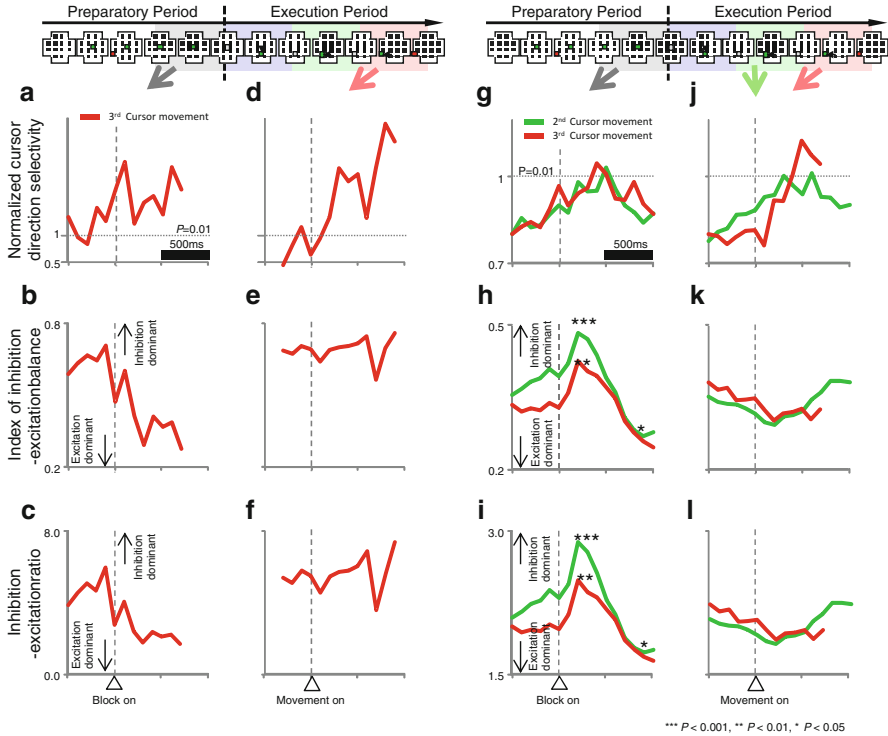 Preparatory Period
Execution Period
Preparatory Period
Execution Period
a
d
g
j
3rd Cursor movement
2nd Cursor movement
3rd Cursor movement
Normalized cursor
direction selectivity
1
0.5
P=0.01
500ms
P=0.01
1
0.7
500ms
b
e
h
k
Index of inhibition
-excitationbalance
0.8
0.2
Inhibition
dominant
Excitation
dominant
0.5
0.2
Inhibition
dominant
Excitation
dominant
***
**
*
c
f
i
l
Inhibition
-excitationratio
8.0
0.0
Inhibition
dominant
Excitation
dominant
3.0
1.5
Inhibition
dominant
Excitation
dominant
***
**
*
Block on
Movement on
Block on
Movement on
*** P < 0.001, ** P < 0.01, * P < 0.05